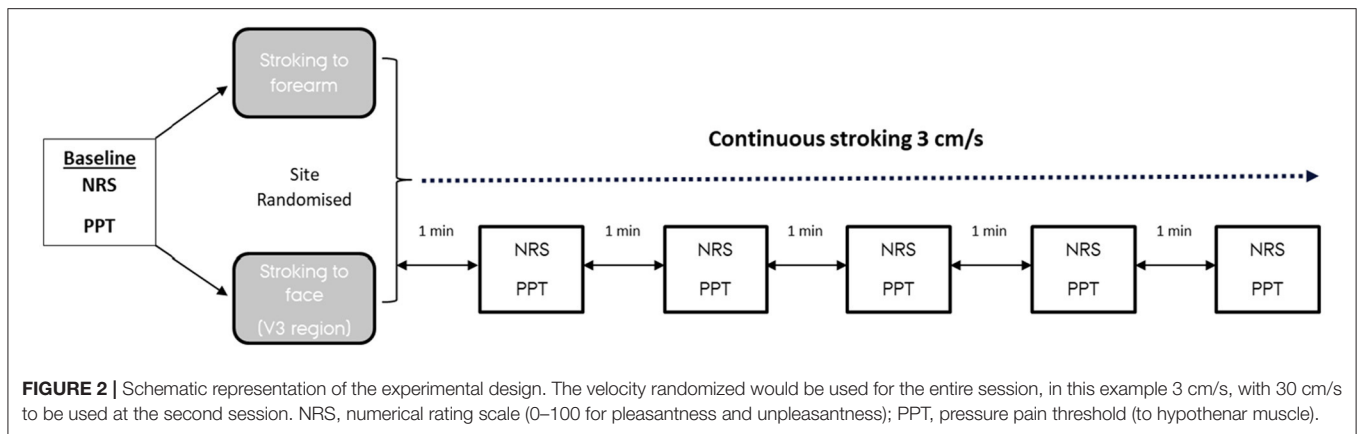 Baseline
NRS
PPT
Stroking to
forearm
Site
Randomised
Stroking to
face
(V3 region)
Continuous stroking 3 cm/s
1 min
1 min
1 min
1 min
1 min
NRS
PPT
NRS
PPT
NRS
PPT
NRS
PPT
NRS
PPT
FIGURE 2 | Schematic representation of the experimental design. The velocity randomized would be used for the entire session, in this example 3 cm/s, with 30 cm/s
to be used at the second session. NRS, numerical rating scale (0–100 for pleasantness and unpleasantness); PPT, pressure pain threshold (to hypothenar muscle).